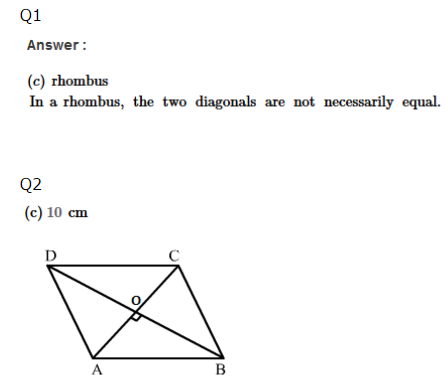 Q1
Answer :
(c) rhombus
In a rhombus, the two diagonals are not necessarily equal.
Q2
(c) 10 cm
D C
O
A B